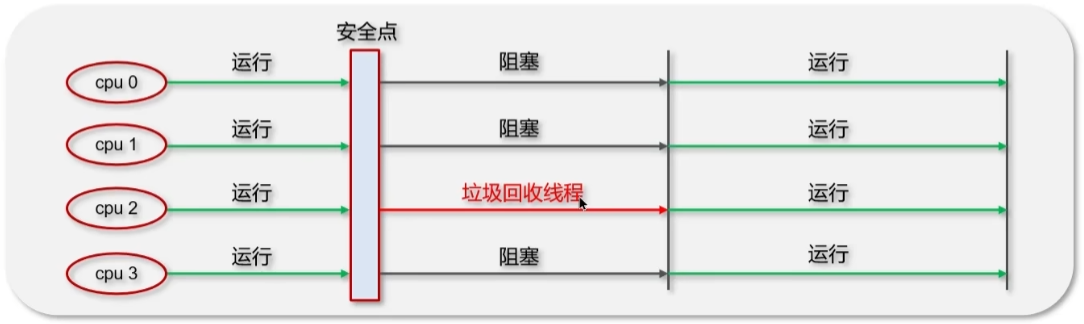 安全点
cpu 0 运行 阻塞 运行
cpu 1 运行 阻塞 运行
cpu 2 运行 垃圾回收线程 运行
cpu 3 运行 阻塞 运行